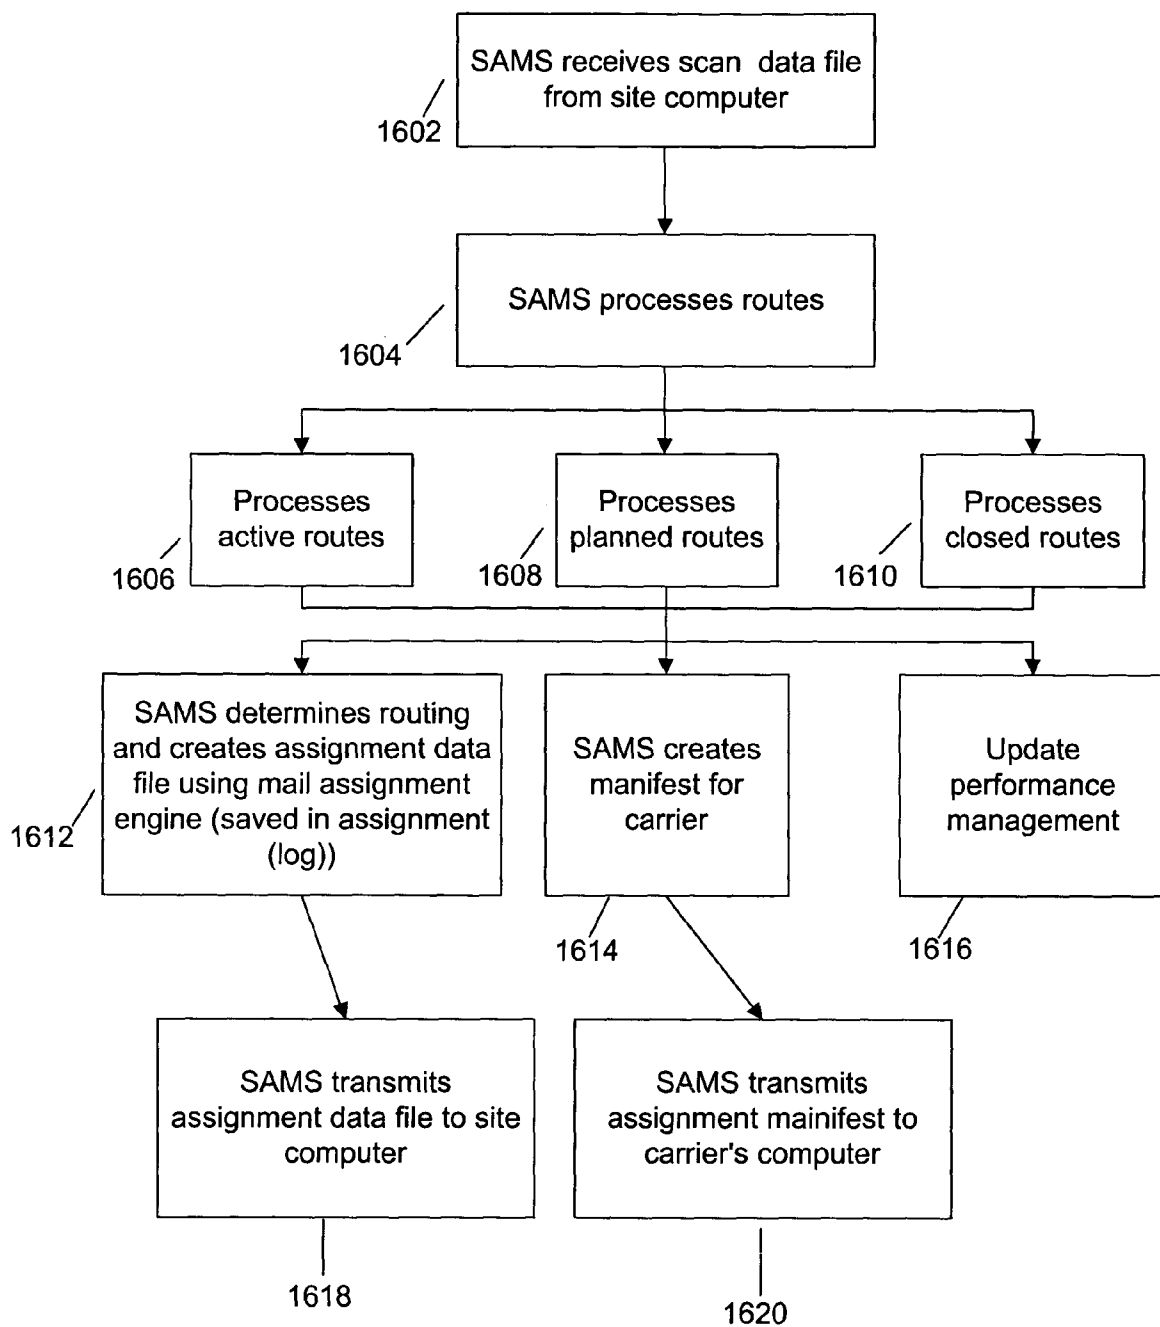 SAMS receives scan data file
from site computer
1602
SAMS processes routes
1604
Processes
active routes
1606
Processes
planned routes
1608
Processes
closed routes
1610
SAMS determines routing
and creates assignment data
file using mail assignment
engine (saved in assignment
(log))
1612
SAMS creates
manifest for
carrier
1614
Update
performance
management
1616
SAMS transmits
assignment data file to site
computer
1618
SAMS transmits
assignment mainifest to
carrier's computer
1620